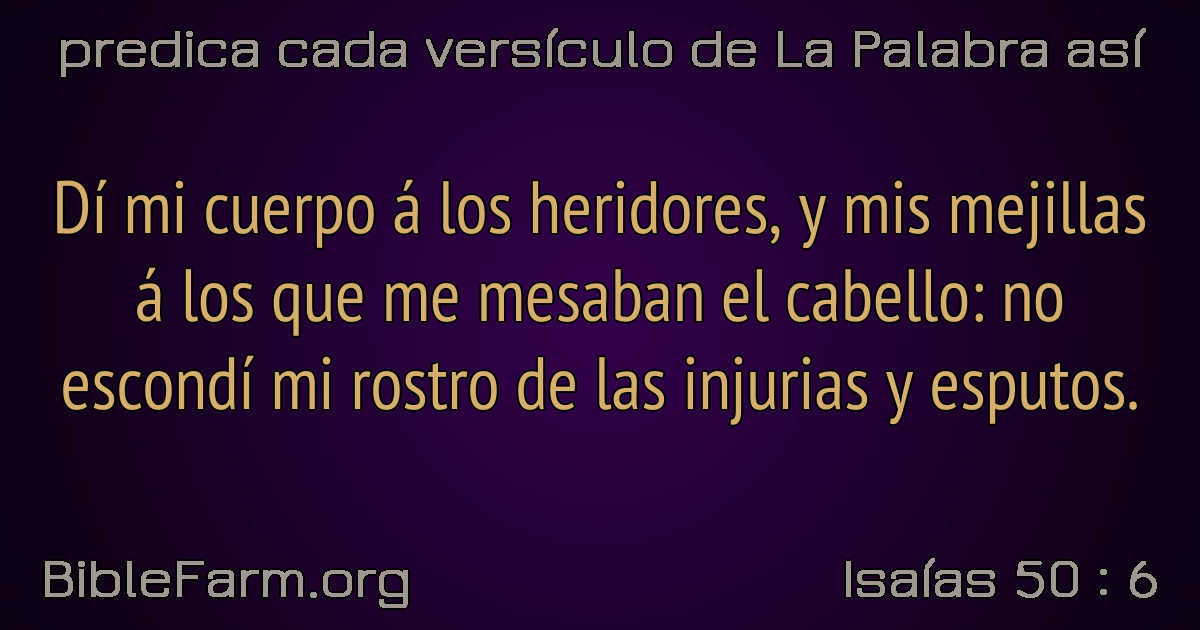 predica cada versículo de La Palabra así
Dí mi cuerpo á los heridores, y mis mejillas
á los que me mesaban el cabello: no
escondí mi rostro de las injurias y esputos.
BibleFarm.org
Isaías 50 : 6